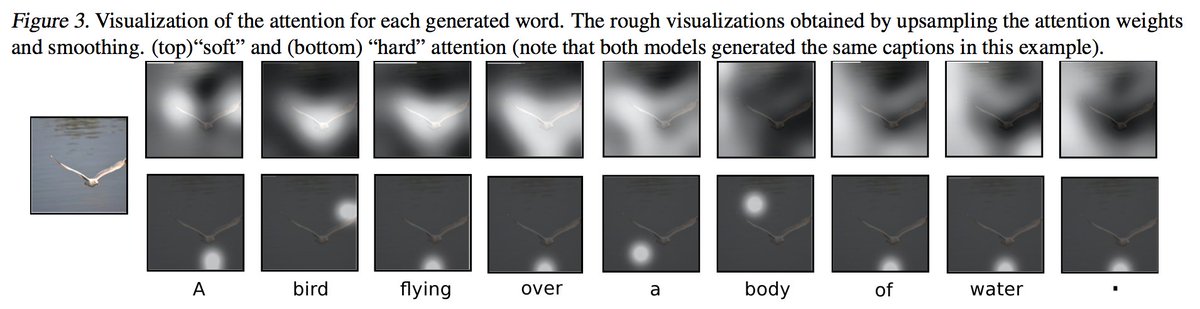 Figure 3. Visualization of the attention for each generated word. The rough visualizations obtained by upsampling the attention weights
and smoothing. (top)“soft” and (bottom) “hard” attention (note that both models generated the same captions in this example).
A bird flying over a body of water .